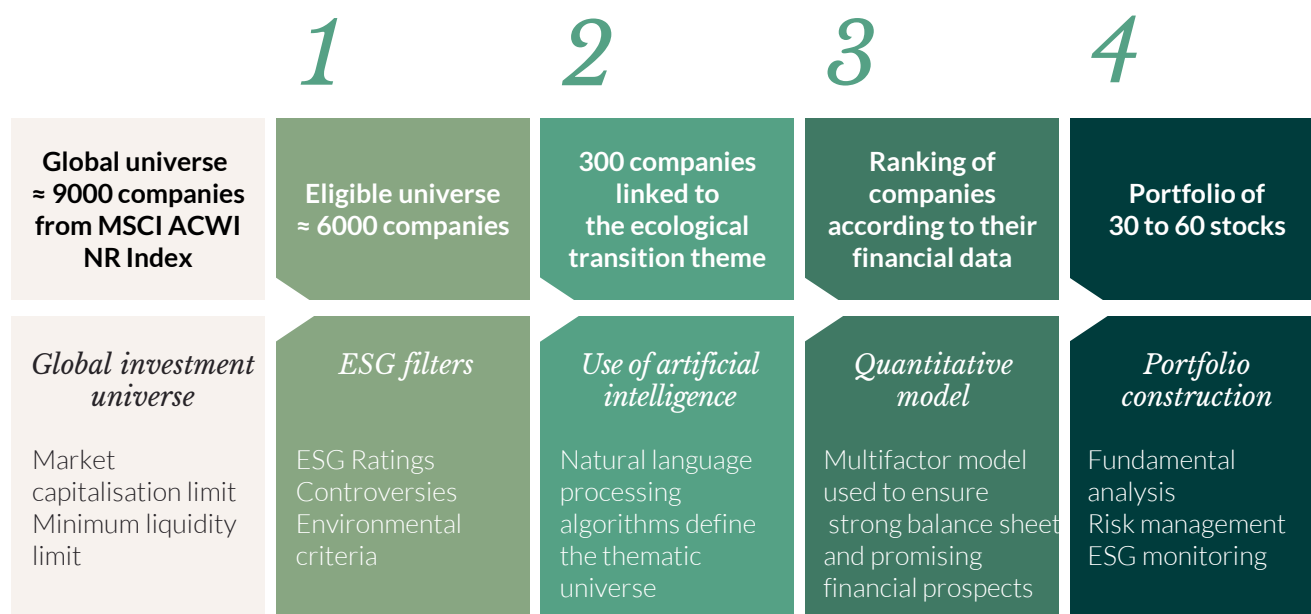 1
2
3
4
Global universe
≈ 9000 companies
from MSCI ACWI
NR Index
Eligible universe
≈ 6000 companies
300 companies
linked to
the ecological
transition theme
Ranking of
companies
according to their
financial data
Portfolio of
30 to 60 stocks
Global investment
universe
Market
capitalisation limit
Minimum liquidity
limit
ESG filters
ESG Ratings
Controversies
Environmental
criteria
Use of artificial
intelligence
Natural language
processing
algorithms define
the thematic
universe
Quantitative
model
Multifactor model
used to ensure
strong balance sheet
and promising
financial prospects
Portfolio
construction
Fundamental
analysis
Risk management
ESG monitoring